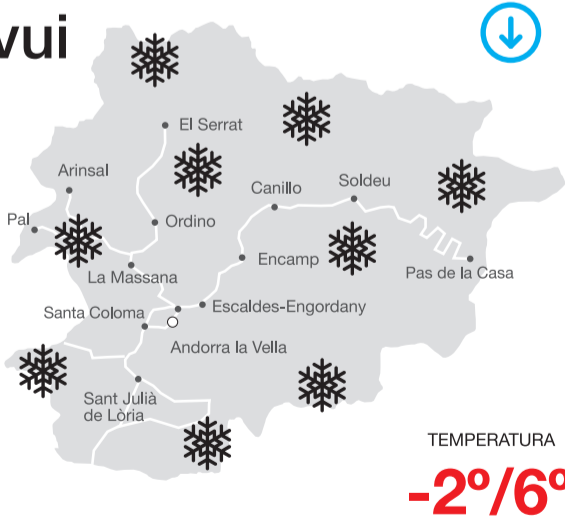 vui
El Serrat
Arinsal
Canillo
Soldeu
Pal
Ordino
Encamp
Pas de la Casa
La Massana
Santa Coloma
Escaldes-Engordany
Andorra la Vella
Sant Julià
de Lòria
TEMPERATURA
-2º/6º